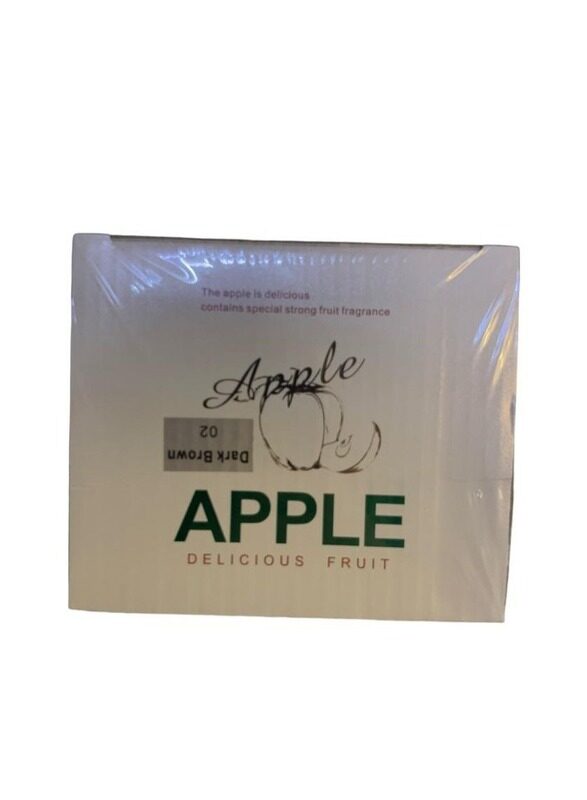 The apple is delicious
contains special strong fruit fragrance
Apple
Dark Brown
02
APPLE
DELICIOUS FRUIT